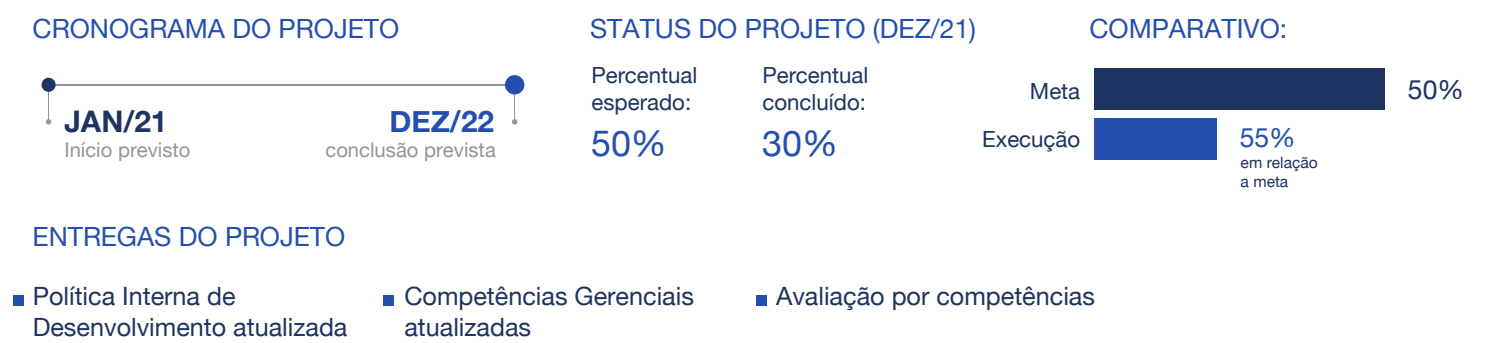 CRONOGRAMA DO PROJETO
JAN/21
Início previsto
DEZ/22
conclusão prevista
STATUS DO PROJETO (DEZ/21)
Percentual
esperado:
50%
Percentual
concluído:
30%
COMPARATIVO:
Meta
50%
Execução
55%
em relação
a meta
ENTREGAS DO PROJETO
Política Interna de
Desenvolvimento atualizada
Competências Gerenciais
atualizadas
Avaliação por competências